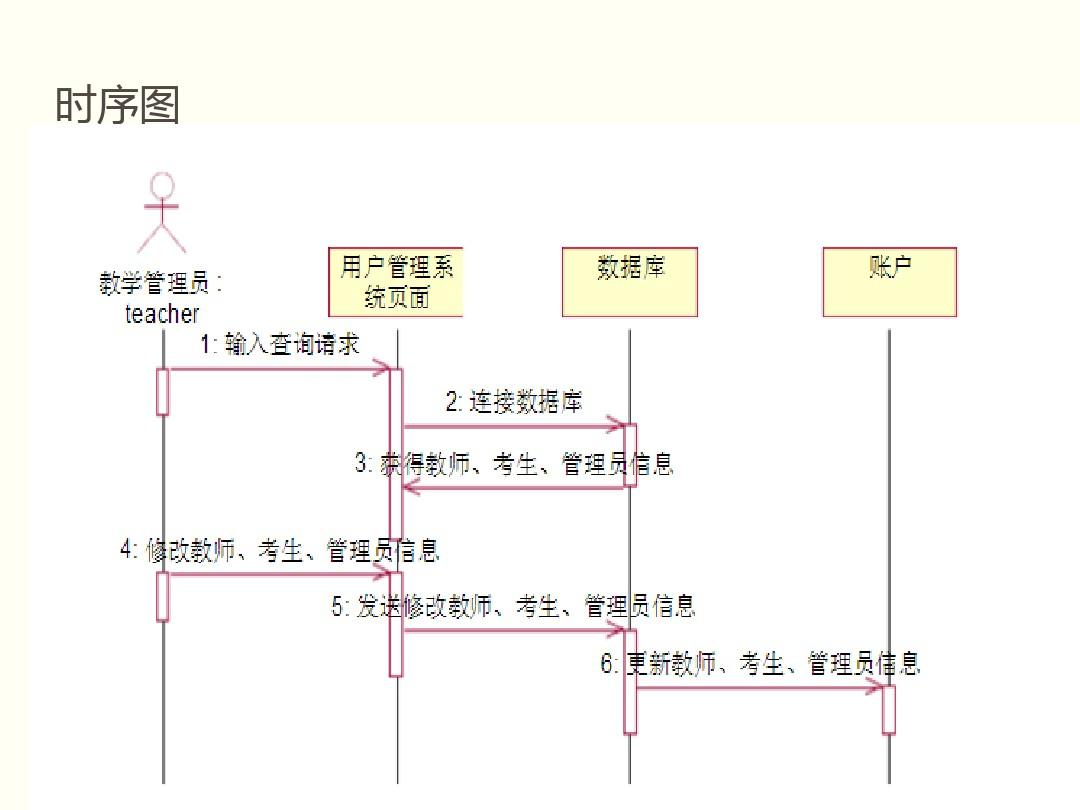 时序图
教学管理员 :
teacher
用户管理系
统页面
数据库
账户
1: 输入查询请求
2: 连接数据库
3: 获得教师、考生、管理员信息
4: 修改教师、考生、管理员信息
5: 发送修改教师、考生、管理员信息
6: 更新教师、考生、管理员信息